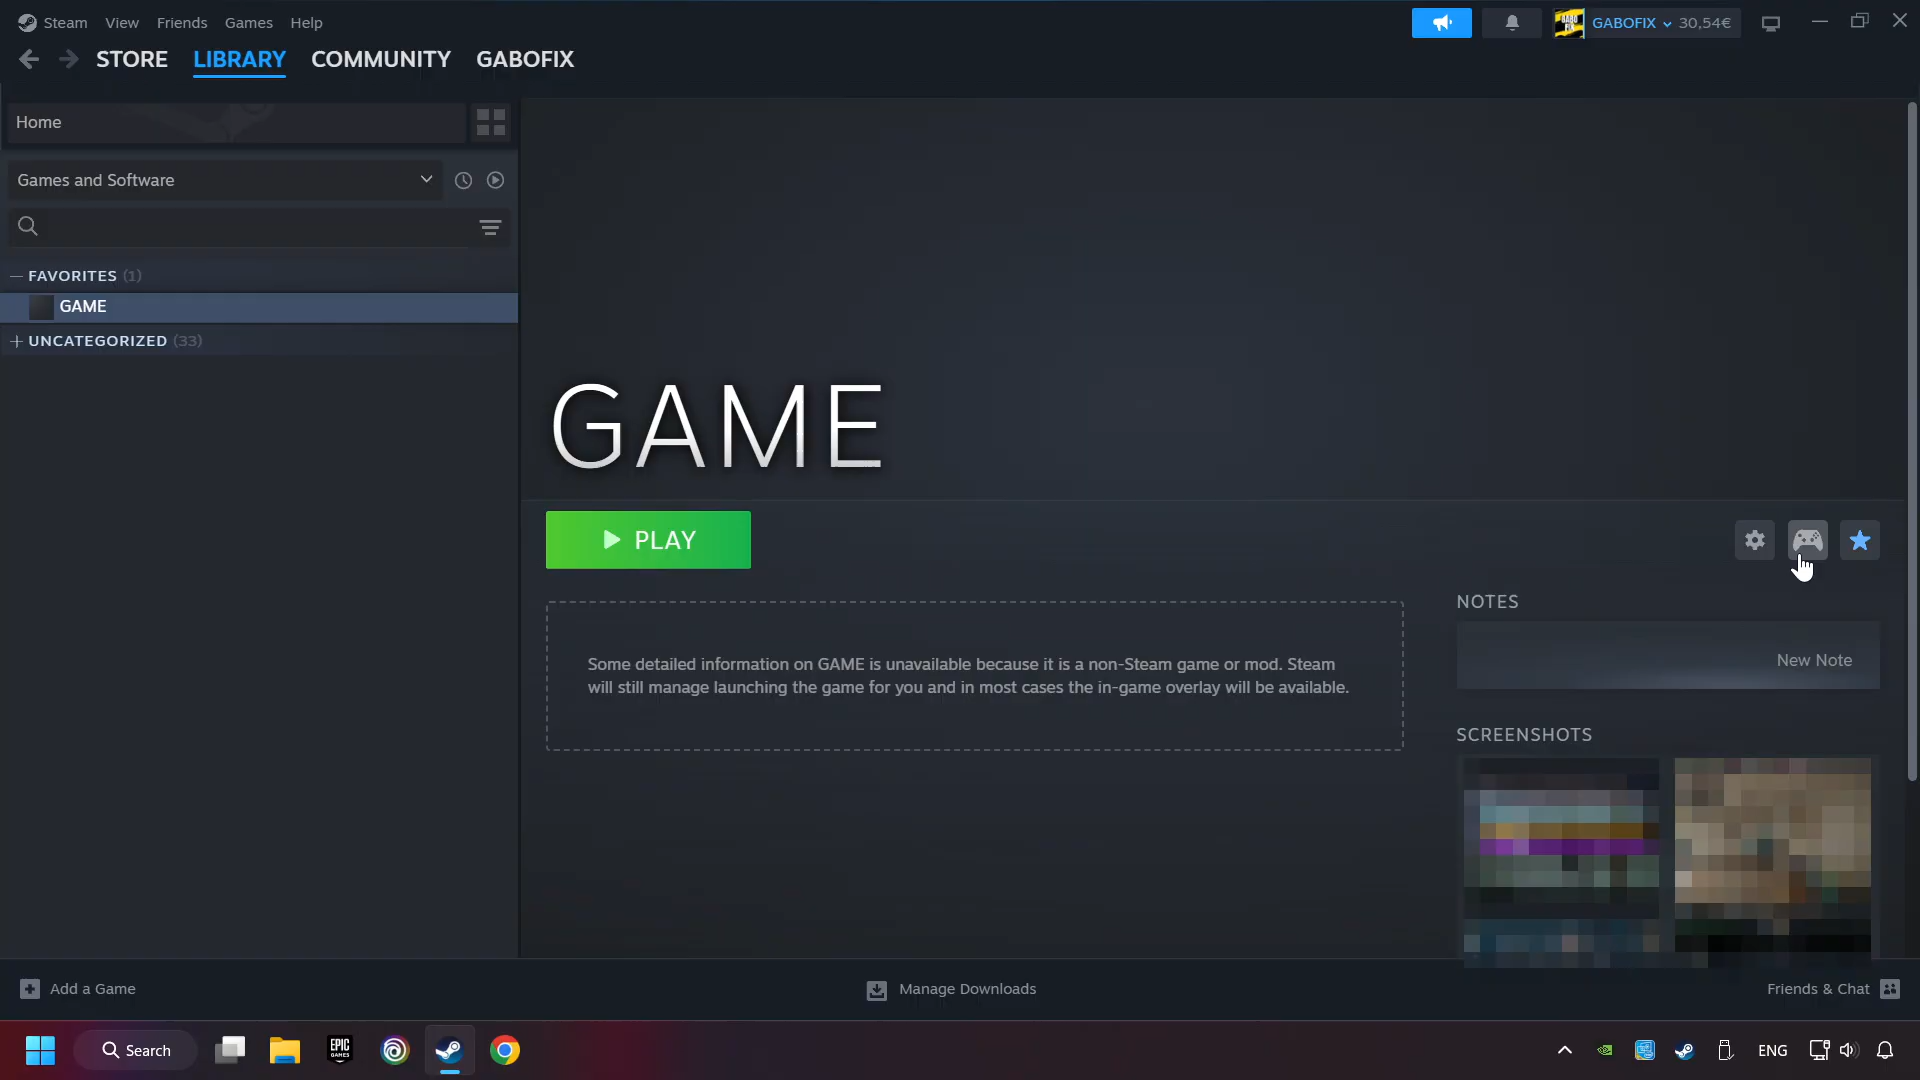 Steam View Friends Games Help
GABOFIX 30,54€
STORE LIBRARY COMMUNITY GABOFIX
Home
Games and Software
— FAVORITES (1)
GAME
+ UNCATEGORIZED (33)
GAME
PLAY
Some detailed information on GAME is unavailable because it is a non-Steam game or mod. Steam
will still manage launching the game for you and in most cases the in-game overlay will be available.
NOTES
New Note
SCREENSHOTS
Add a Game
Manage Downloads
Friends & Chat
Search
EPIC
GAMES
ENG